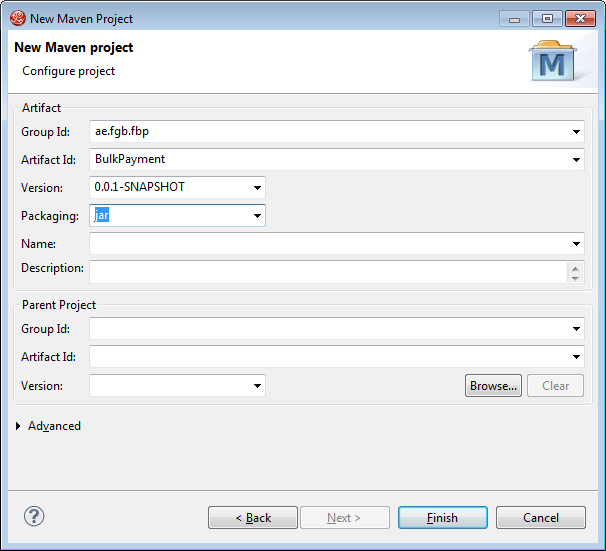 New Maven Project
New Maven project
Configure project
M
Artifact
Group Id: ae.fgb.fbp
Artifact Id: BulkPayment
Version: 0.0.1-SNAPSHOT
Packaging: jar
Name:
Description:
Parent Project
Group Id:
Artifact Id:
Version: Browse... Clear
Advanced
? < Back Next > Finish Cancel